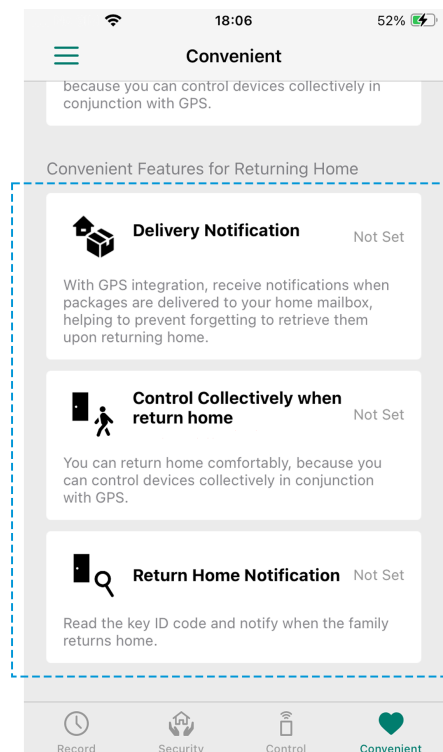 18:06
52%
Convenient
because you can control devices collectively in
conjunction with GPS.
Convenient Features for Returning Home
Delivery Notification
Not Set
With GPS integration, receive notifications when
packages are delivered to your home mailbox,
helping to prevent forgetting to retrieve them
upon returning home.
Control Collectively when
return home
Not Set
You can return home comfortably, because you
can control devices collectively in conjunction
with GPS.
Return Home Notification
Not Set
Read the key ID code and notify when the family
returns home.
Record
Security
Control
Convenient